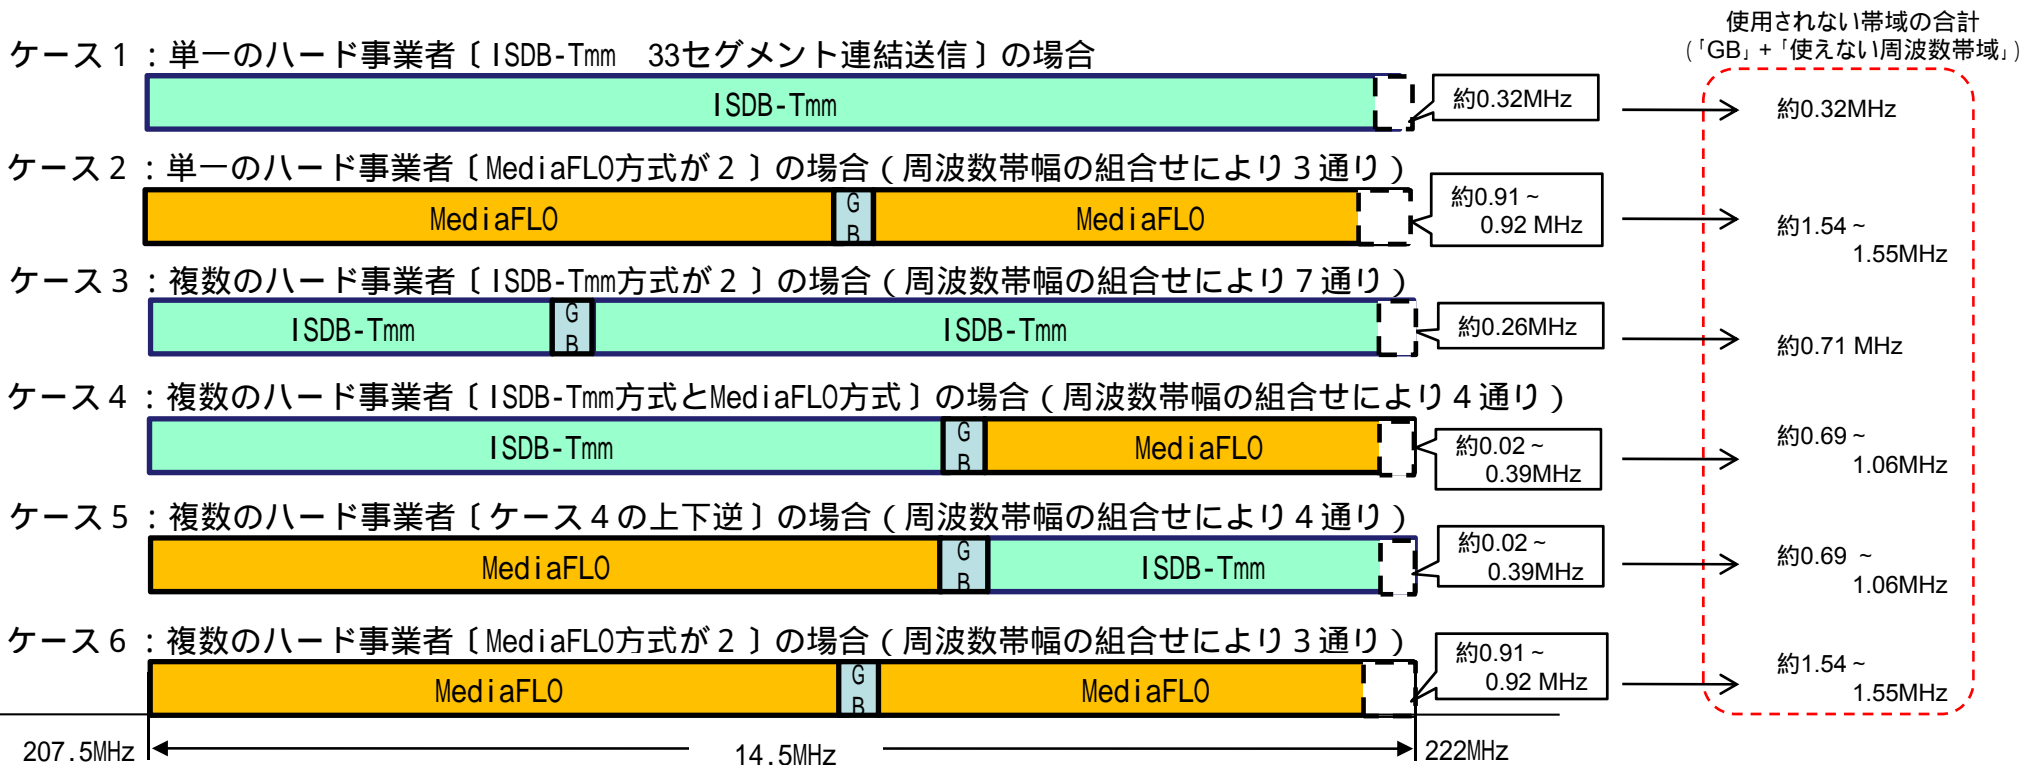 使用されない帯域の合計
(「GB」+「使えない周波数帯域」)
ケース1：単一のハード事業者〔ISDB-Tmm　33セグメント連結送信〕の場合
ISDB-Tmm
約0.32MHz
約0.32MHz
ケース2：単一のハード事業者〔MediaFLO方式が2〕の場合（周波数帯幅の組合せにより3通り）
MediaFLO
G
B
MediaFLO
約0.91～
0.92 MHz
約1.54～
1.55MHz
ケース3：複数のハード事業者〔ISDB-Tmm方式が2〕の場合（周波数帯幅の組合せにより7通り）
ISDB-Tmm
G
B
ISDB-Tmm
約0.26MHz
約0.71 MHz
ケース4：複数のハード事業者〔ISDB-Tmm方式とMediaFLO方式〕の場合（周波数帯幅の組合せにより4通り）
ISDB-Tmm
G
B
MediaFLO
約0.02～
0.39MHz
約0.69～
1.06MHz
ケース5：複数のハード事業者〔ケース4の上下逆〕の場合（周波数帯幅の組合せにより4通り）
MediaFLO
G
B
ISDB-Tmm
約0.02～
0.39MHz
約0.69 ～
1.06MHz
ケース6：複数のハード事業者〔MediaFLO方式が2〕の場合（周波数帯幅の組合せにより3通り）
MediaFLO
G
B
MediaFLO
約0.91～
0.92 MHz
約1.54～
1.55MHz
207.5MHz
14.5MHz
222MHz